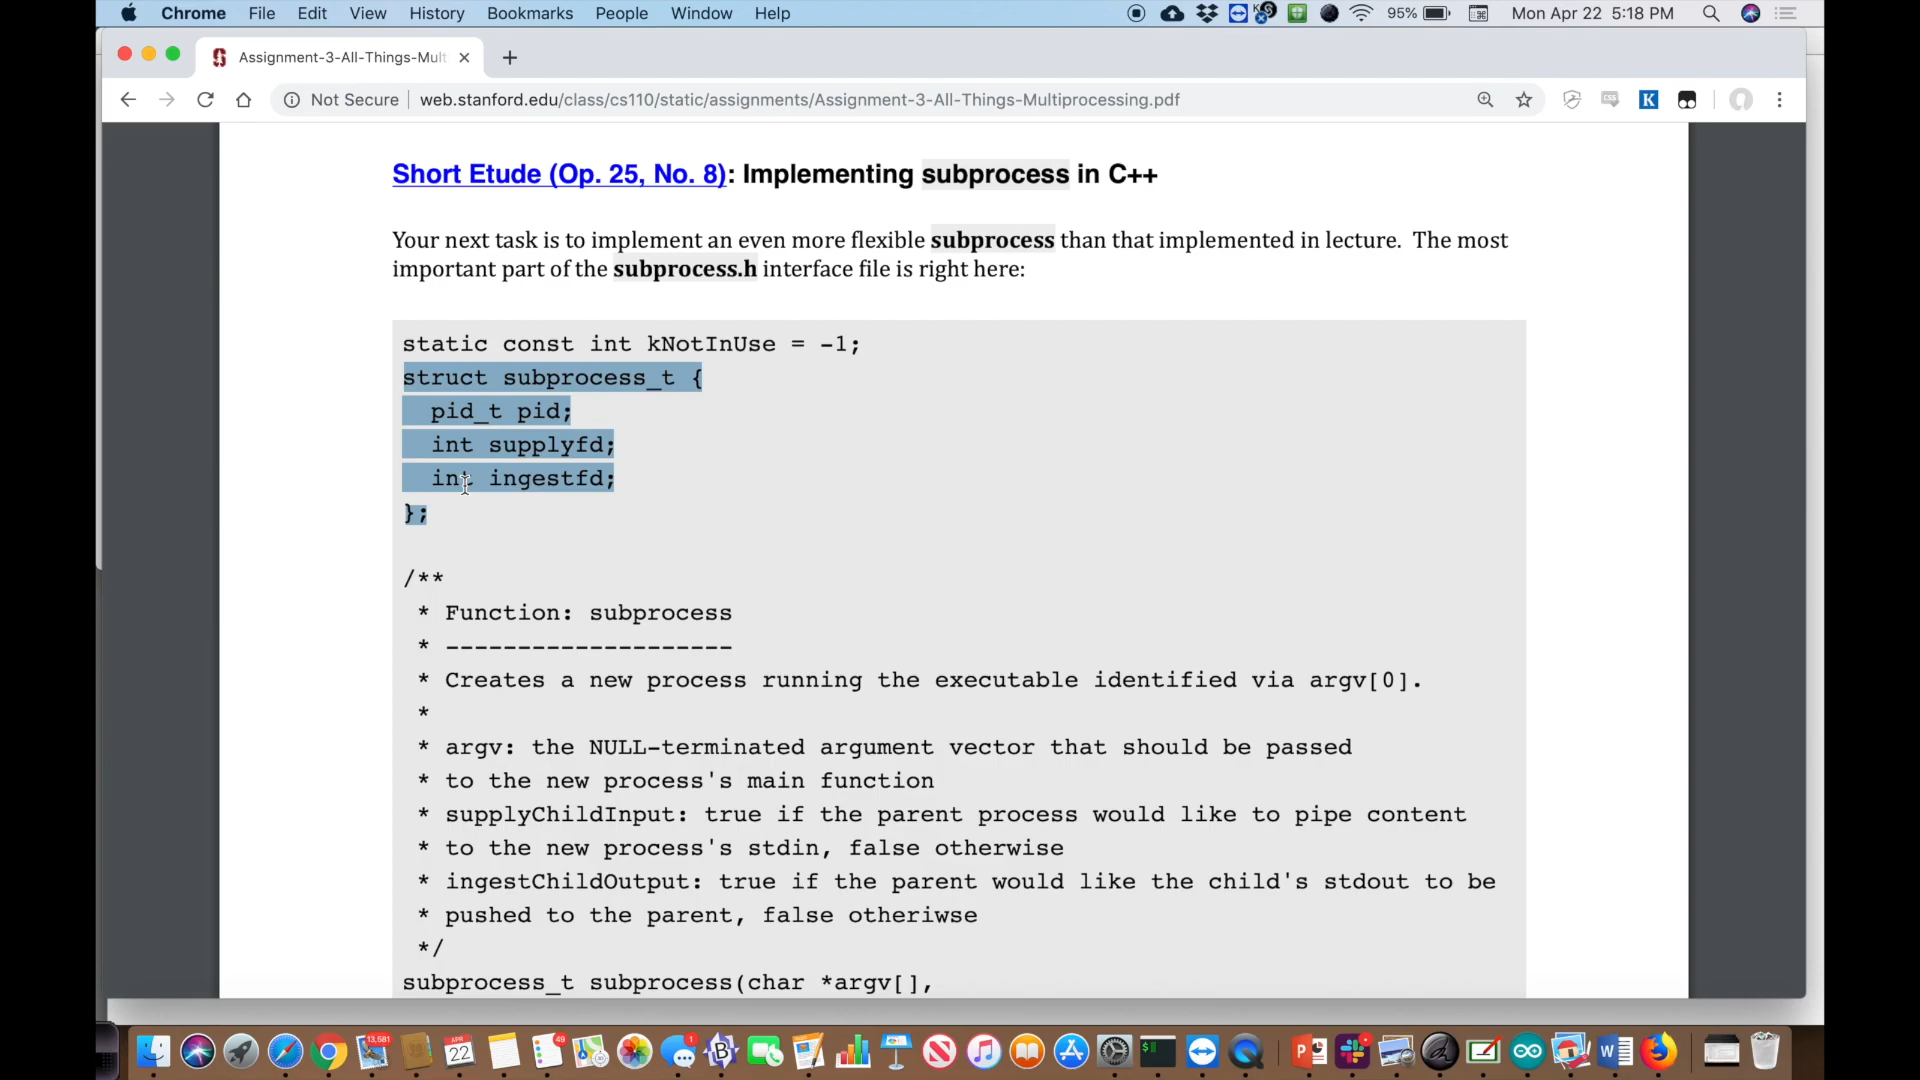 Chrome File Edit View History Bookmarks People Window Help 95% Mon Apr 22 5:18 PM
Assignment-3-All-Things-Mult
Not Secure web.stanford.edu/class/cs110/static/assignments/Assignment-3-All-Things-Multiprocessing.pdf
Short Etude (Op. 25, No. 8): Implementing subprocess in C++
Your next task is to implement an even more flexible subprocess than that implemented in lecture. The most
important part of the subprocess.h interface file is right here:
static const int kNotInUse = -1;
struct subprocess_t {
pid_t pid;
int supplyfd;
int ingestfd;
};
/**
* Function: subprocess
* --------------------
* Creates a new process running the executable identified via argv[0].
*
* argv: the NULL-terminated argument vector that should be passed
* to the new process's main function
* supplyChildInput: true if the parent process would like to pipe content
* to the new process's stdin, false otherwise
* ingestChildOutput: true if the parent would like the child's stdout to be
* pushed to the parent, false otheriwse
*/
subprocess_t subprocess(char *argv[],
13,581
APR
22
49
1